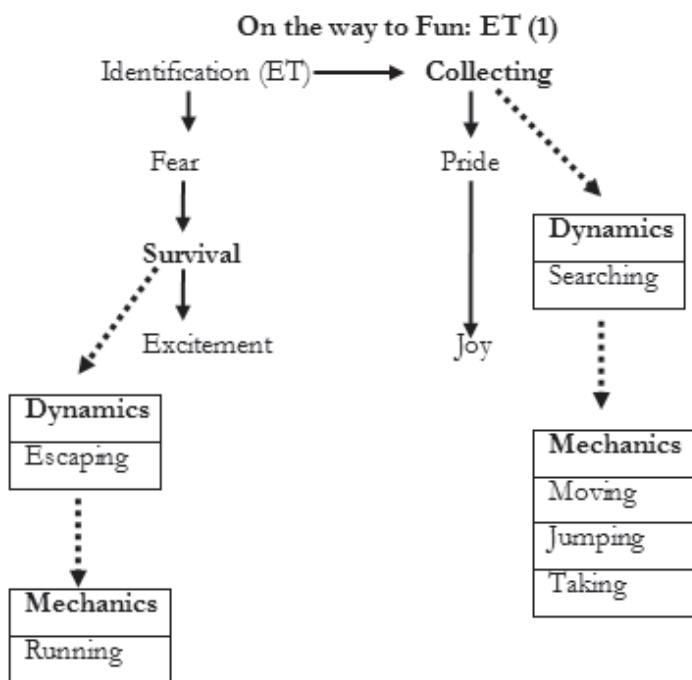 On the way to Fun: ET (1)
Identification (ET)
Collecting
Fear
Pride
Survival
Dynamics
Searching
Excitement
Joy
Dynamics
Escaping
Mechanics
Moving
Jumping
Taking
Mechanics
Running